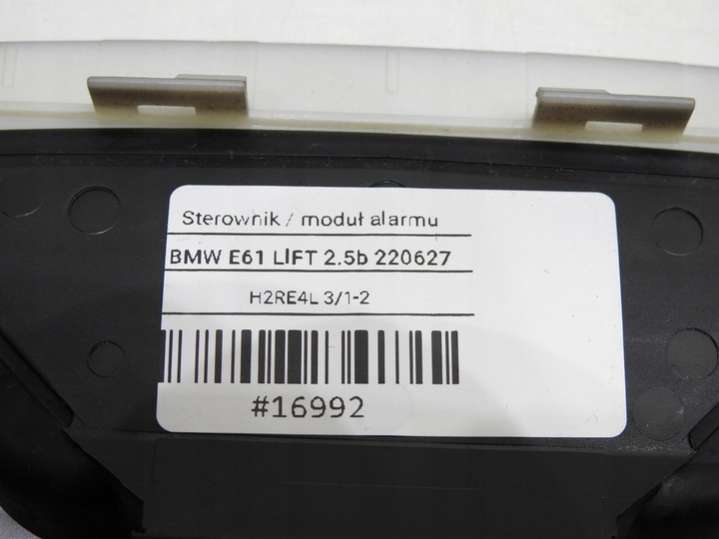 Sterownik / moduł alarmu
BMW E61 LIFT 2.5b 220627
H2RE4L 3/1-2
#16992